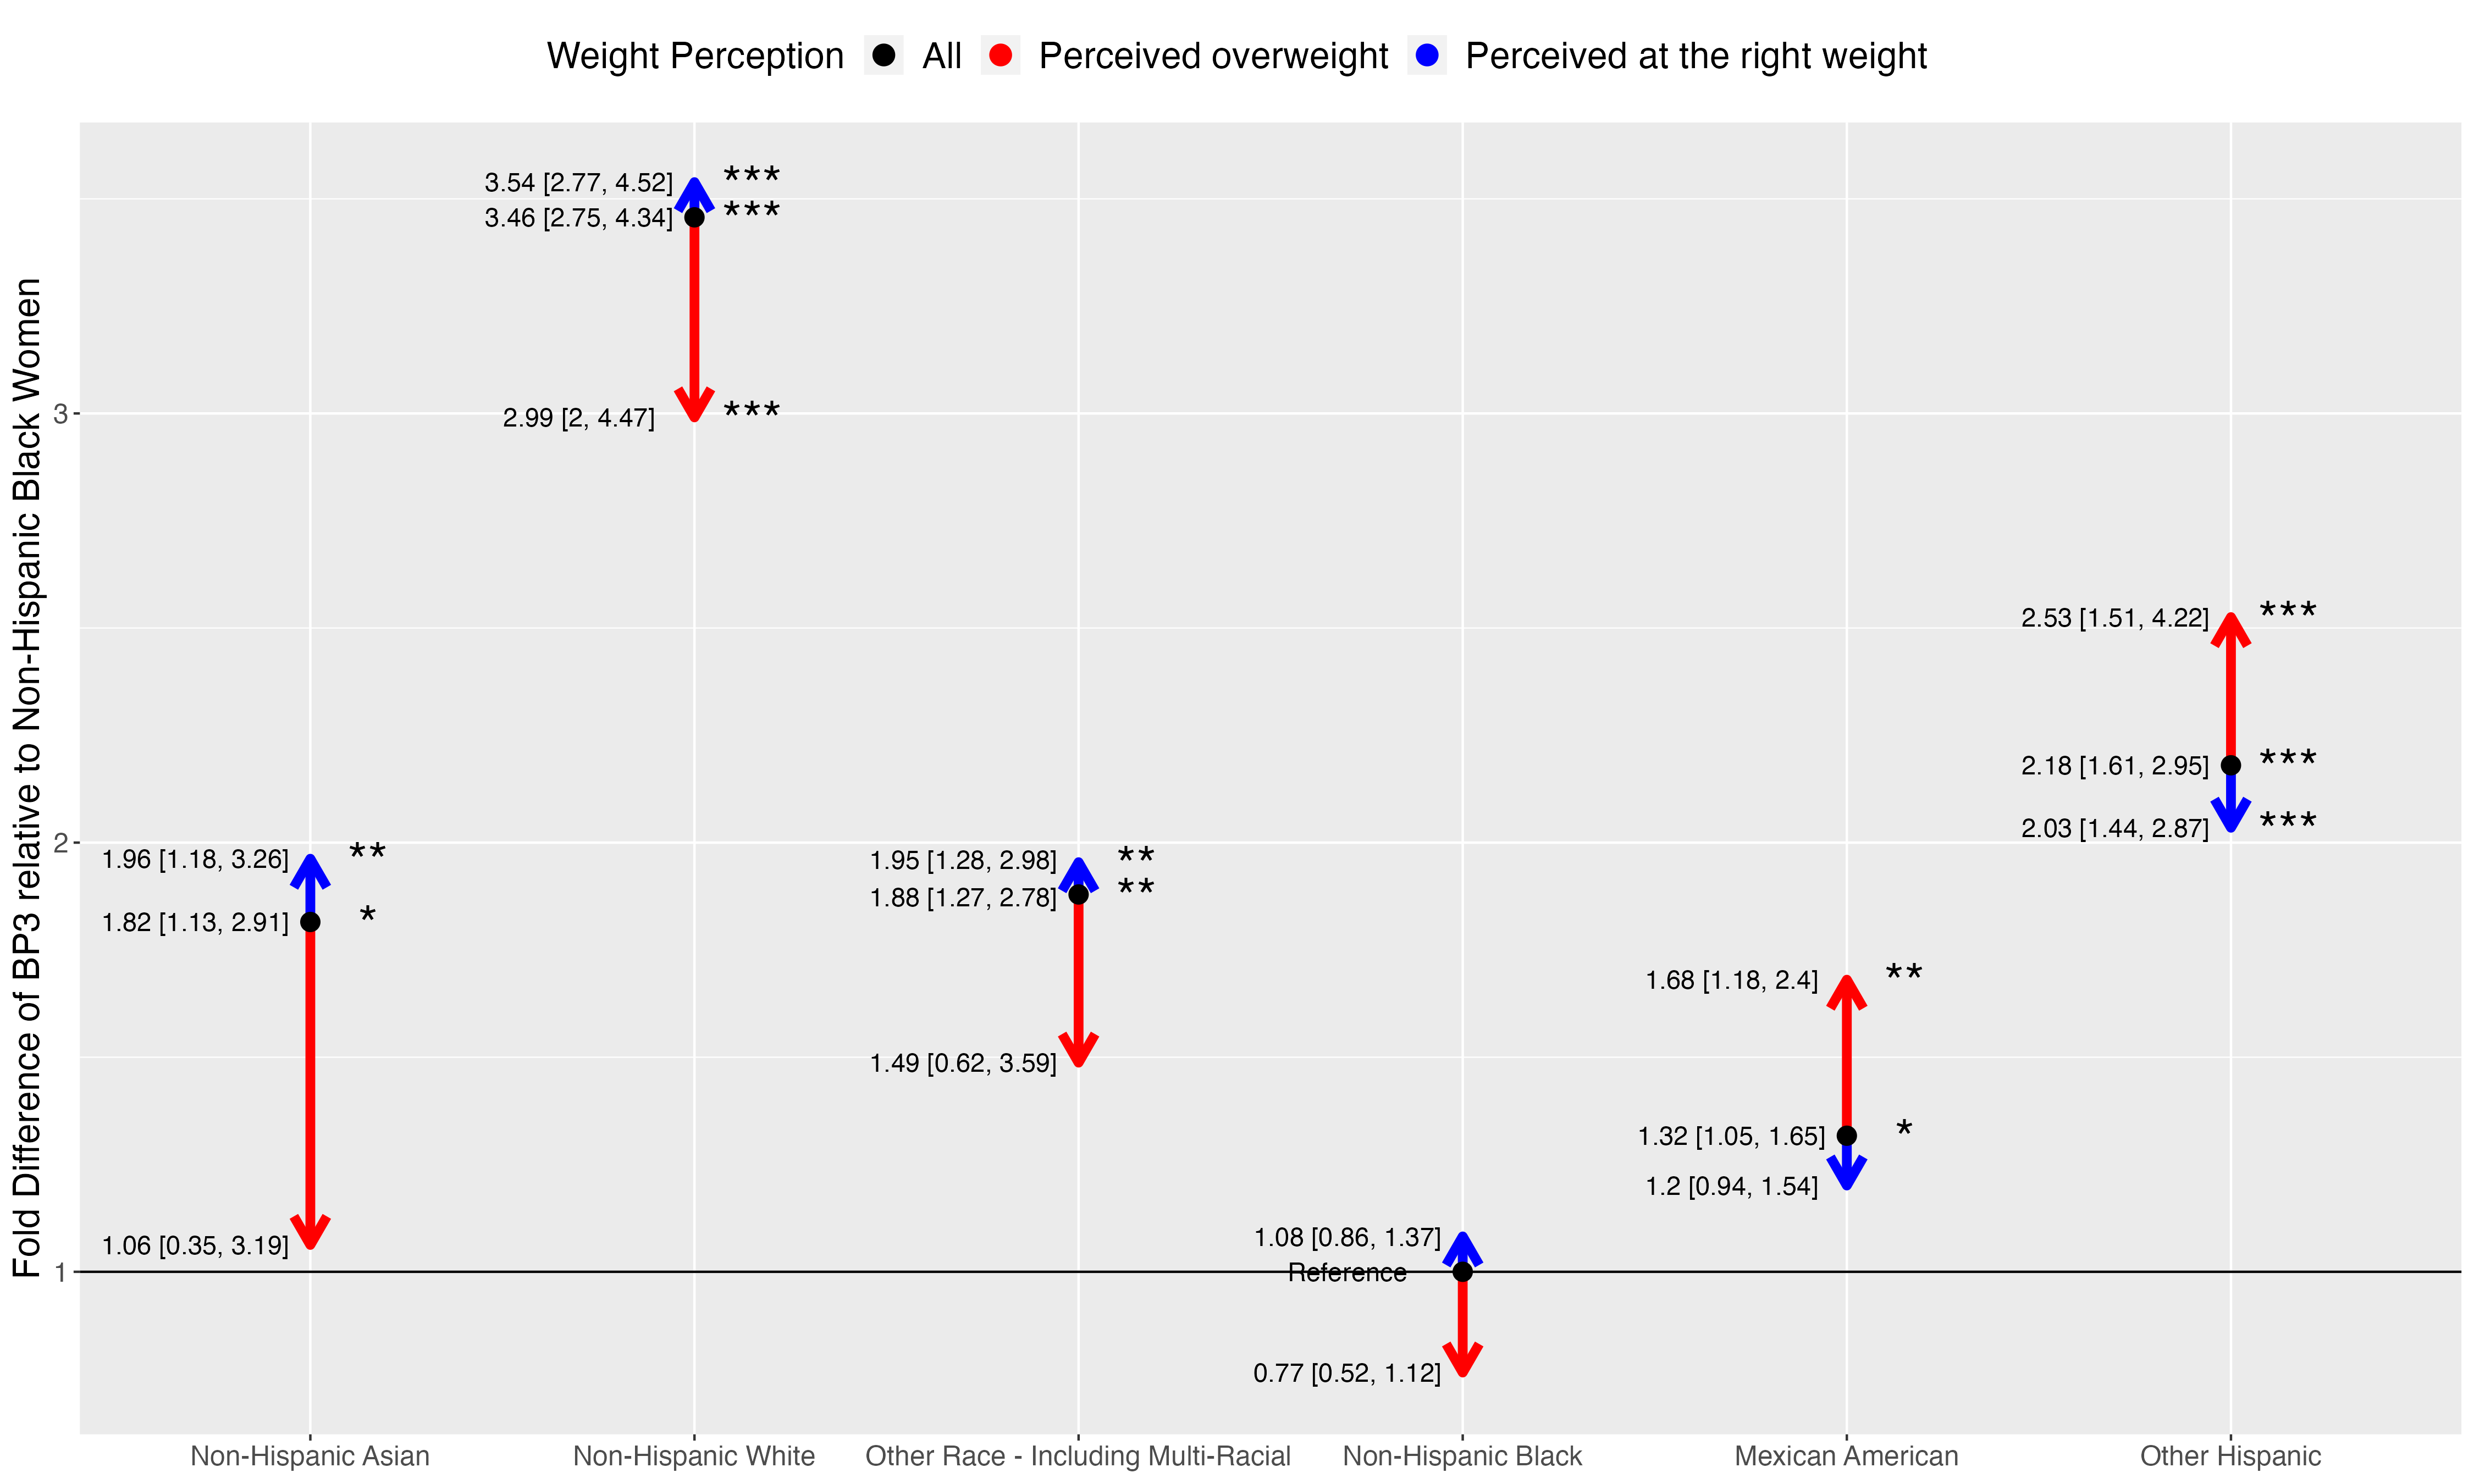 Weight Perception All Perceived overweight Perceived at the right weight
Fold Difference of BP3 relative to Non-Hispanic Black Women
3
2
1
1.96 [1.18, 3.26] **
1.82 [1.13, 2.91] *
1.06 [0.35, 3.19]
3.54 [2.77, 4.52] ***
3.46 [2.75, 4.34] ***
2.99 [2, 4.47] ***
1.95 [1.28, 2.98] **
1.88 [1.27, 2.78] **
1.49 [0.62, 3.59]
1.08 [0.86, 1.37]
Reference
0.77 [0.52, 1.12]
1.68 [1.18, 2.4] **
1.32 [1.05, 1.65] *
1.2 [0.94, 1.54]
2.53 [1.51, 4.22] ***
2.18 [1.61, 2.95] ***
2.03 [1.44, 2.87] ***
Non-Hispanic Asian
Non-Hispanic White
Other Race - Including Multi-Racial
Non-Hispanic Black
Mexican American
Other Hispanic